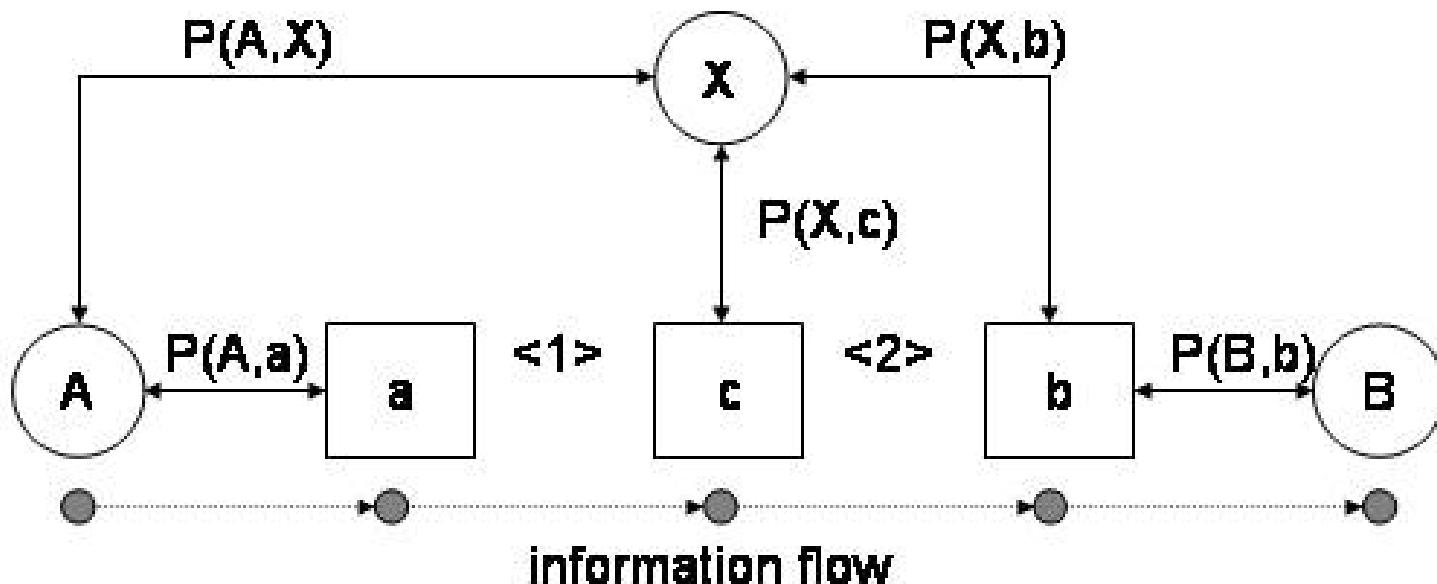 P(A,X)
X
P(X,b)
P(X,c)
A
P(A,a)
a
<1>
c
<2>
b
P(B,b)
B
information flow